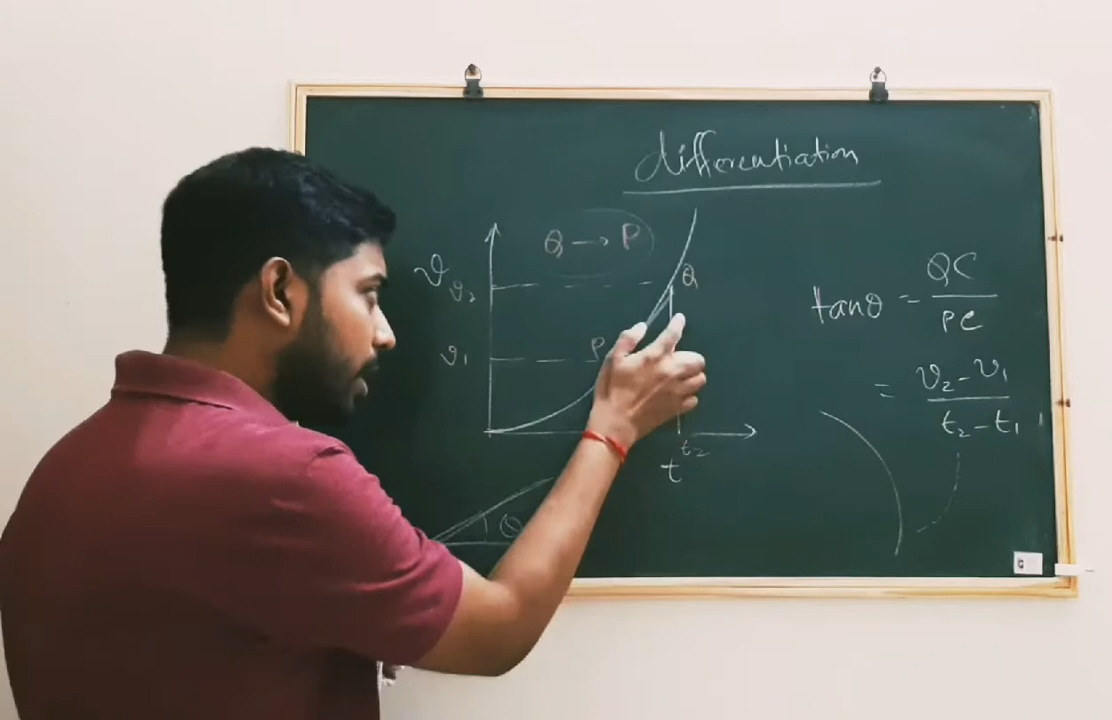 differentiation
Q → P
v
v₂
Q
v₁
P
t₂
t
θ
tanθ = QC/PC
= v₂-v₁/t₂-t₁